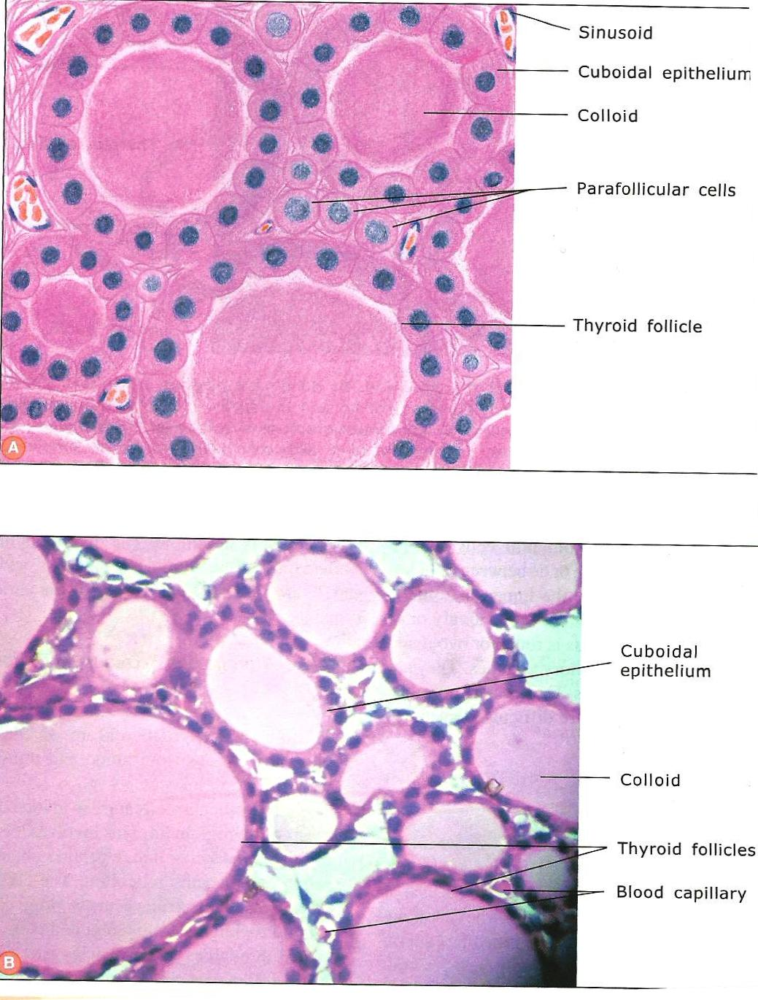 Sinusoid
Cuboidal epithelium
Colloid
Parafollicular cells
Thyroid follicle
A
Cuboidal
epithelium
Colloid
Thyroid follicles
Blood capillary
B